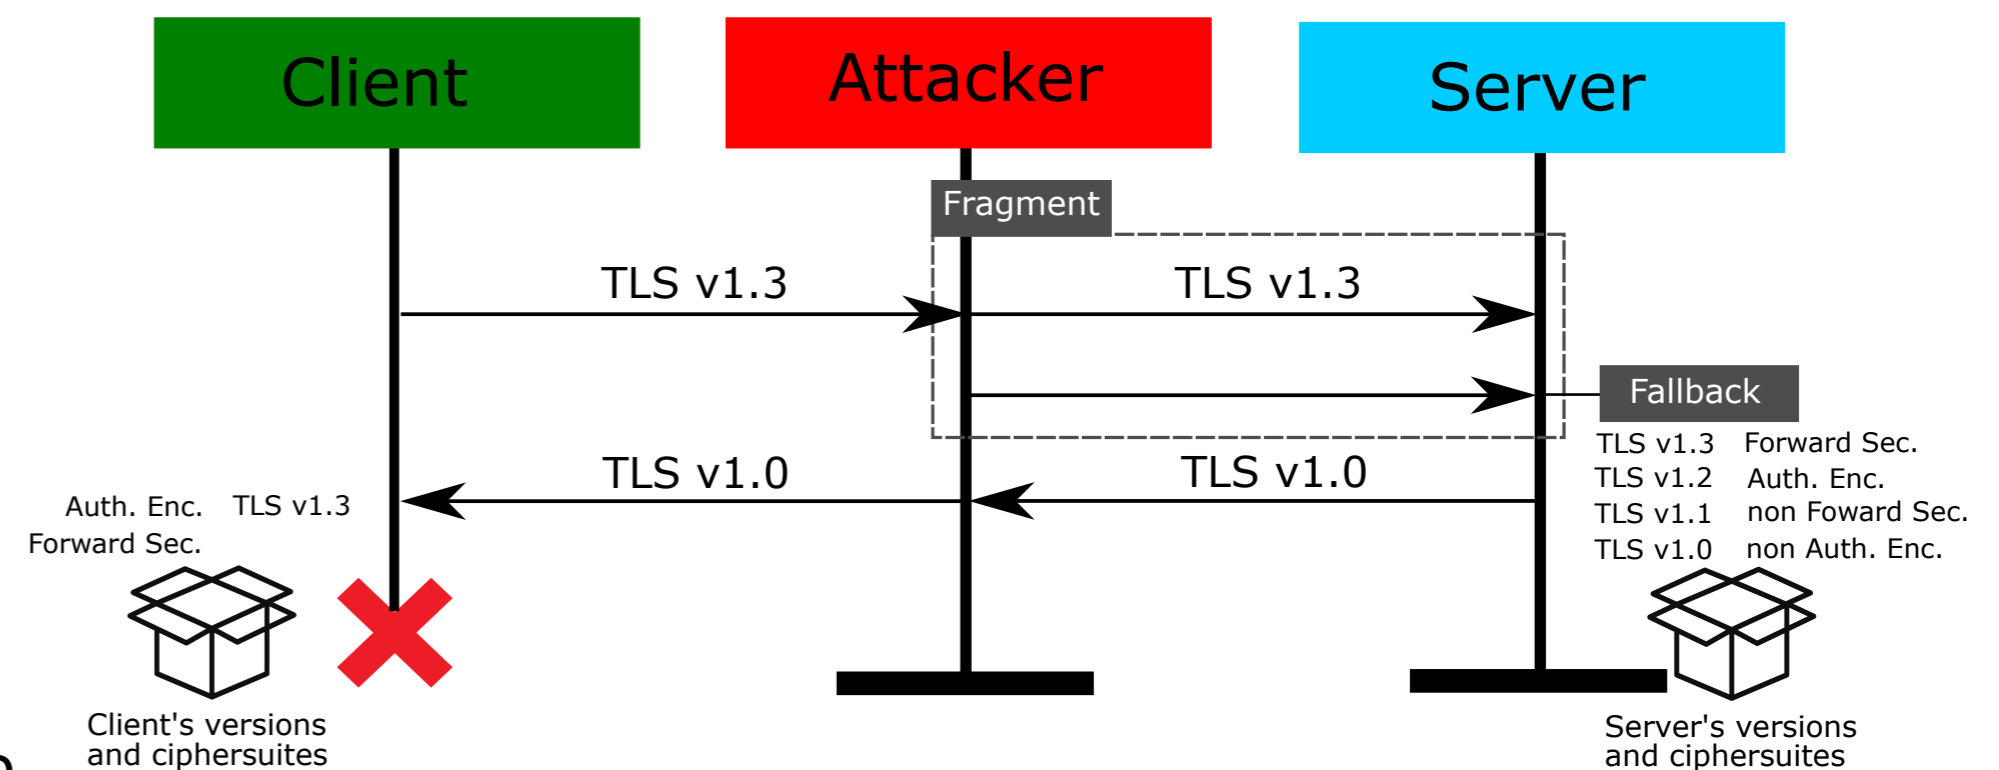 Client
Attacker
Server
Fragment
TLS v1.3
TLS v1.3
Fallback
TLS v1.3 Forward Sec.
TLS v1.2 Auth. Enc.
TLS v1.1 non Foward Sec.
TLS v1.0 non Auth. Enc.
TLS v1.0
TLS v1.0
Auth. Enc. TLS v1.3
Forward Sec.
Client's versions
and ciphersuites
Server's versions
and ciphersuites